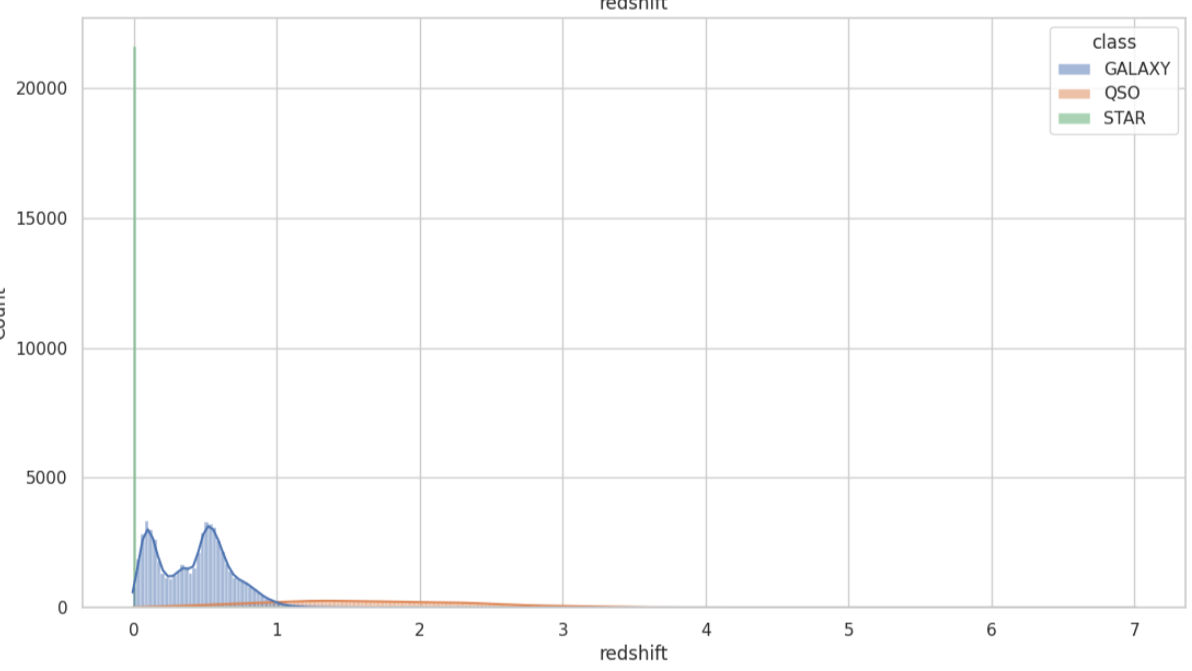 redshift
class
GALAXY
QSO
STAR
20000
15000
10000
5000
0
Count
0 1 2 3 4 5 6 7
redshift